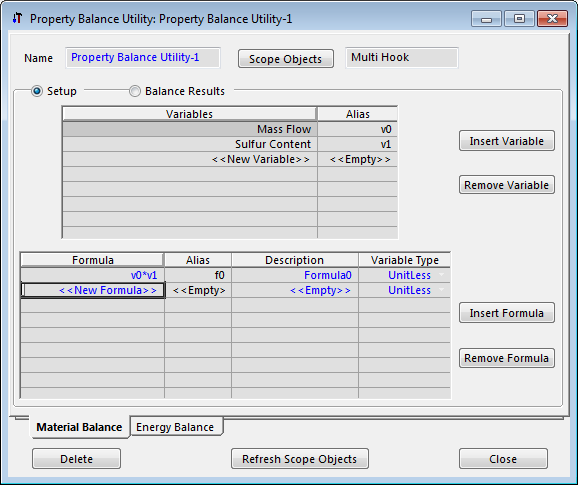 Property Balance Utility: Property Balance Utility-1
Name Property Balance Utility-1 Scope Objects Multi Hook
Setup Balance Results
Variables Alias
Mass Flow v0
Sulfur Content v1
<<New Variable>> <<Empty>>
Insert Variable
Remove Variable
Formula Alias Description Variable Type
v0*v1 f0 Formula0 UnitLess
<<New Formula>> <<Empty> <<Empty>> UnitLess
Insert Formula
Remove Formula
Material Balance Energy Balance
Delete Refresh Scope Objects Close